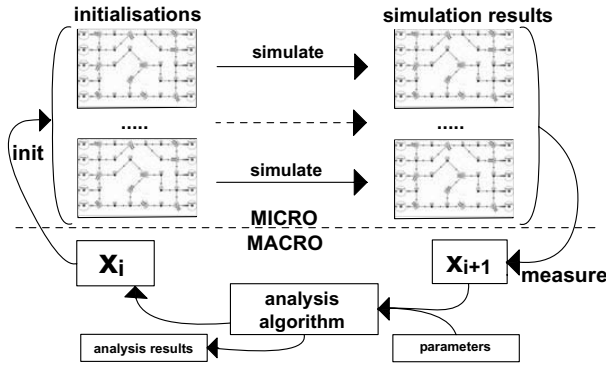 initialisations
simulation results
simulate
.....
.....
init
simulate
MICRO
MACRO
xi
xi+1
measure
analysis
algorithm
analysis results
parameters